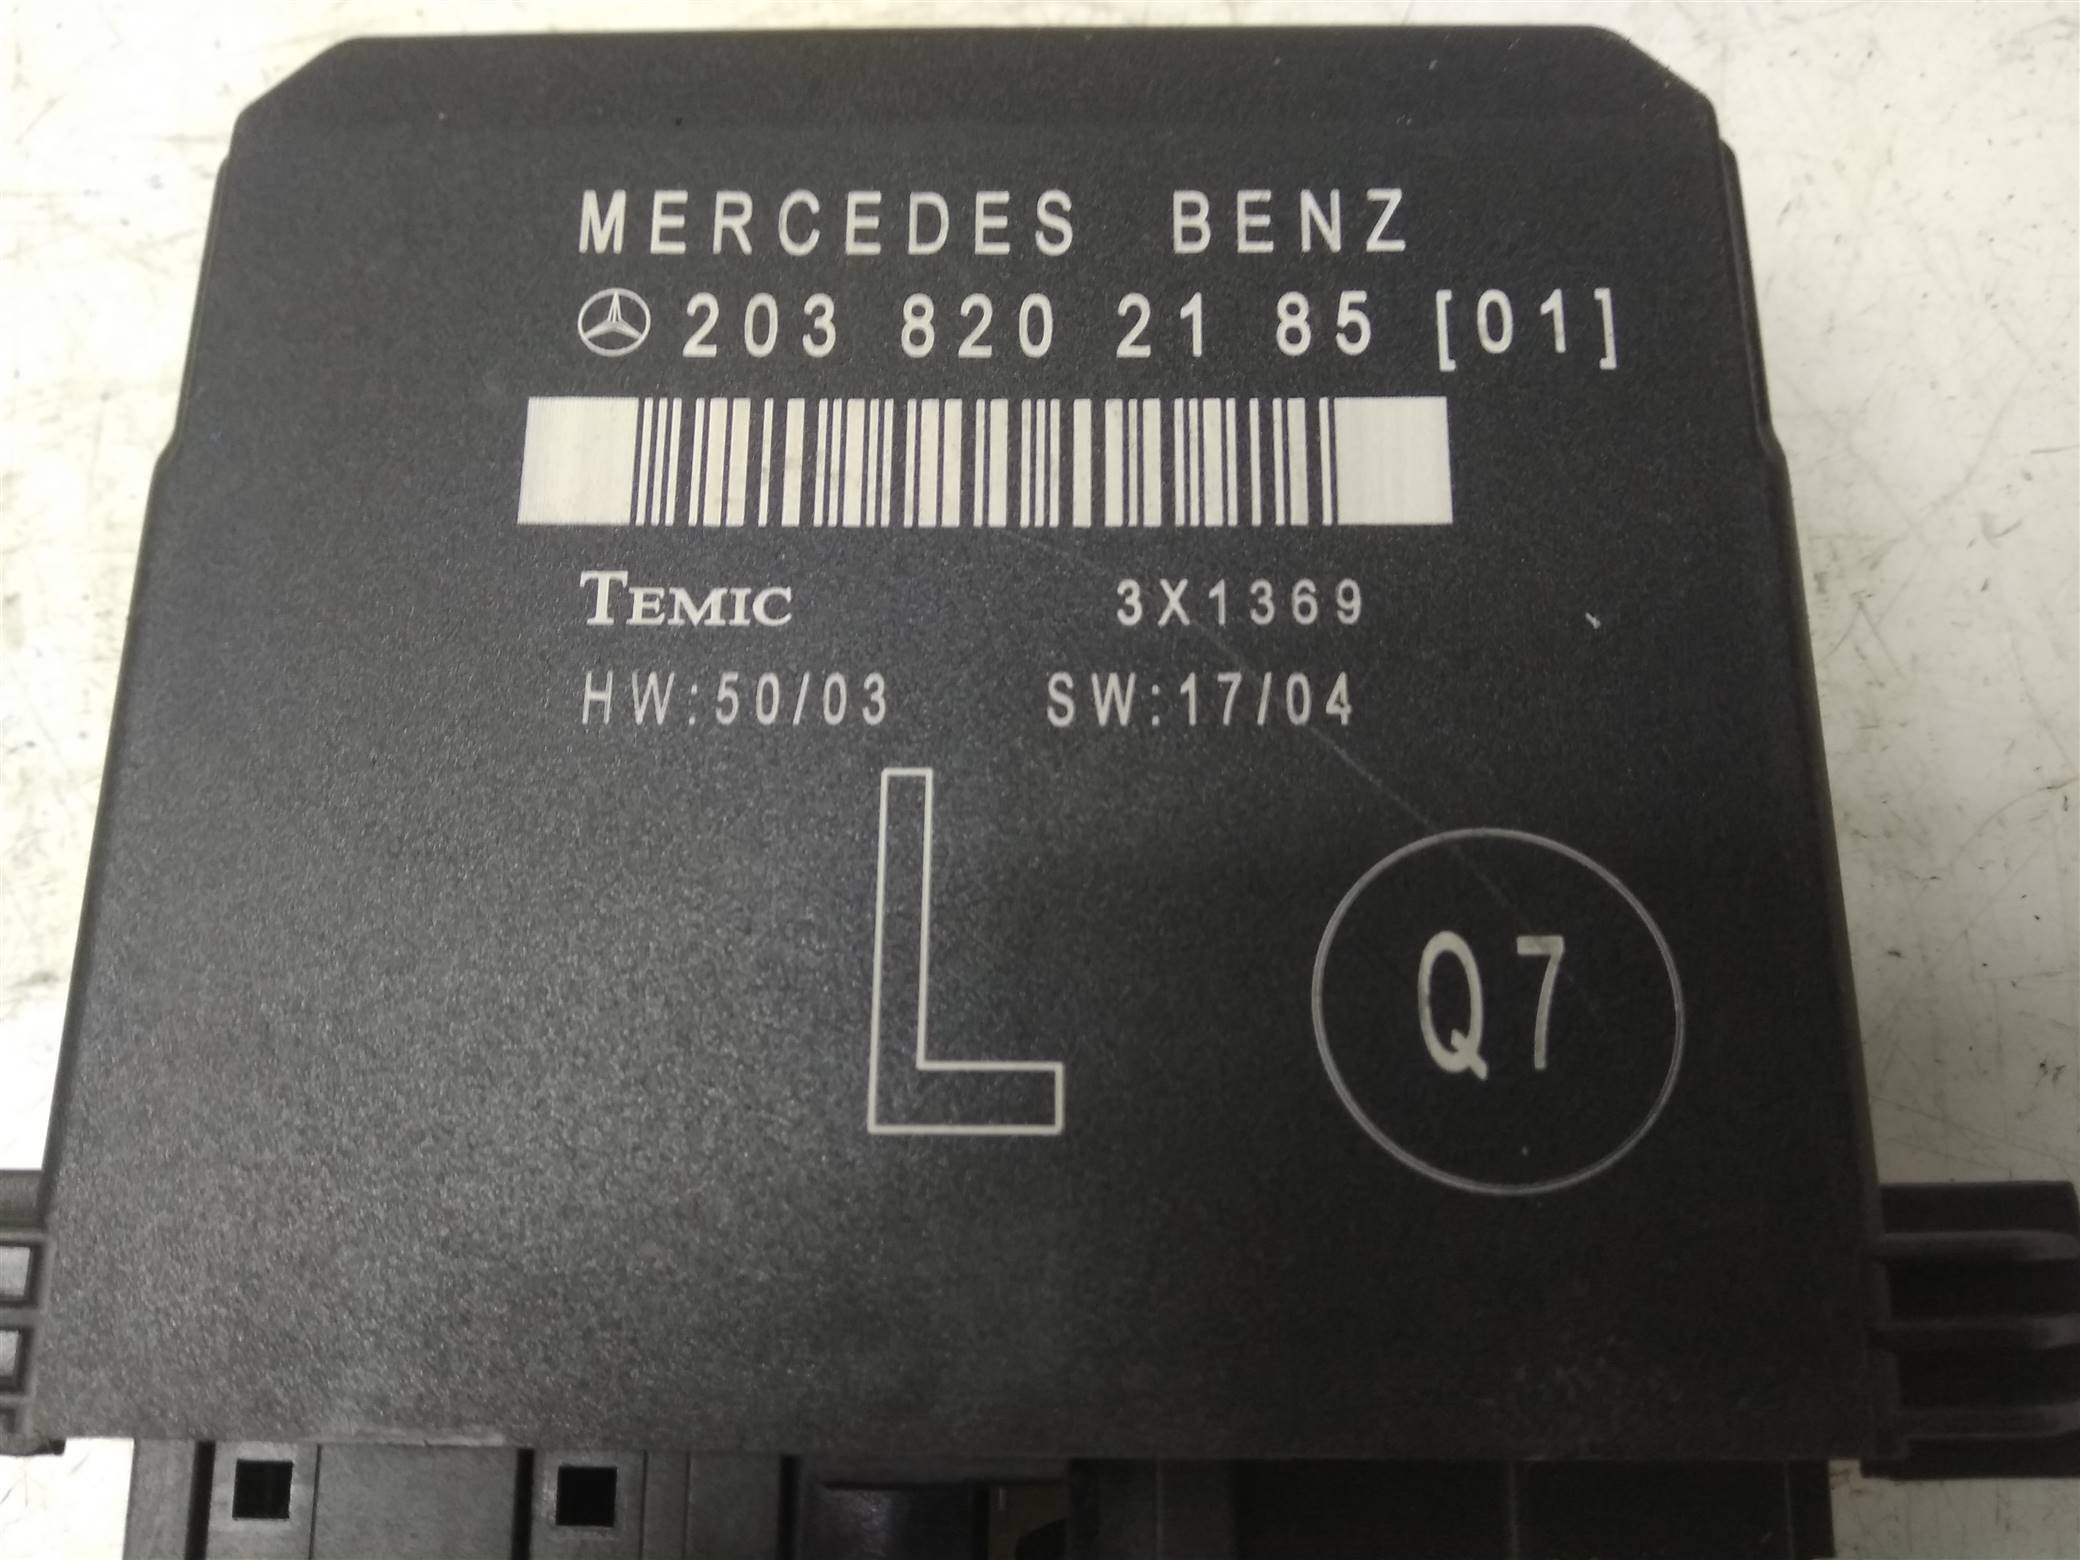 MERCEDES BENZ
203 820 21 85 [01]
TEMIC 3X1369
HW:50/03 SW:17/04
L
Q7